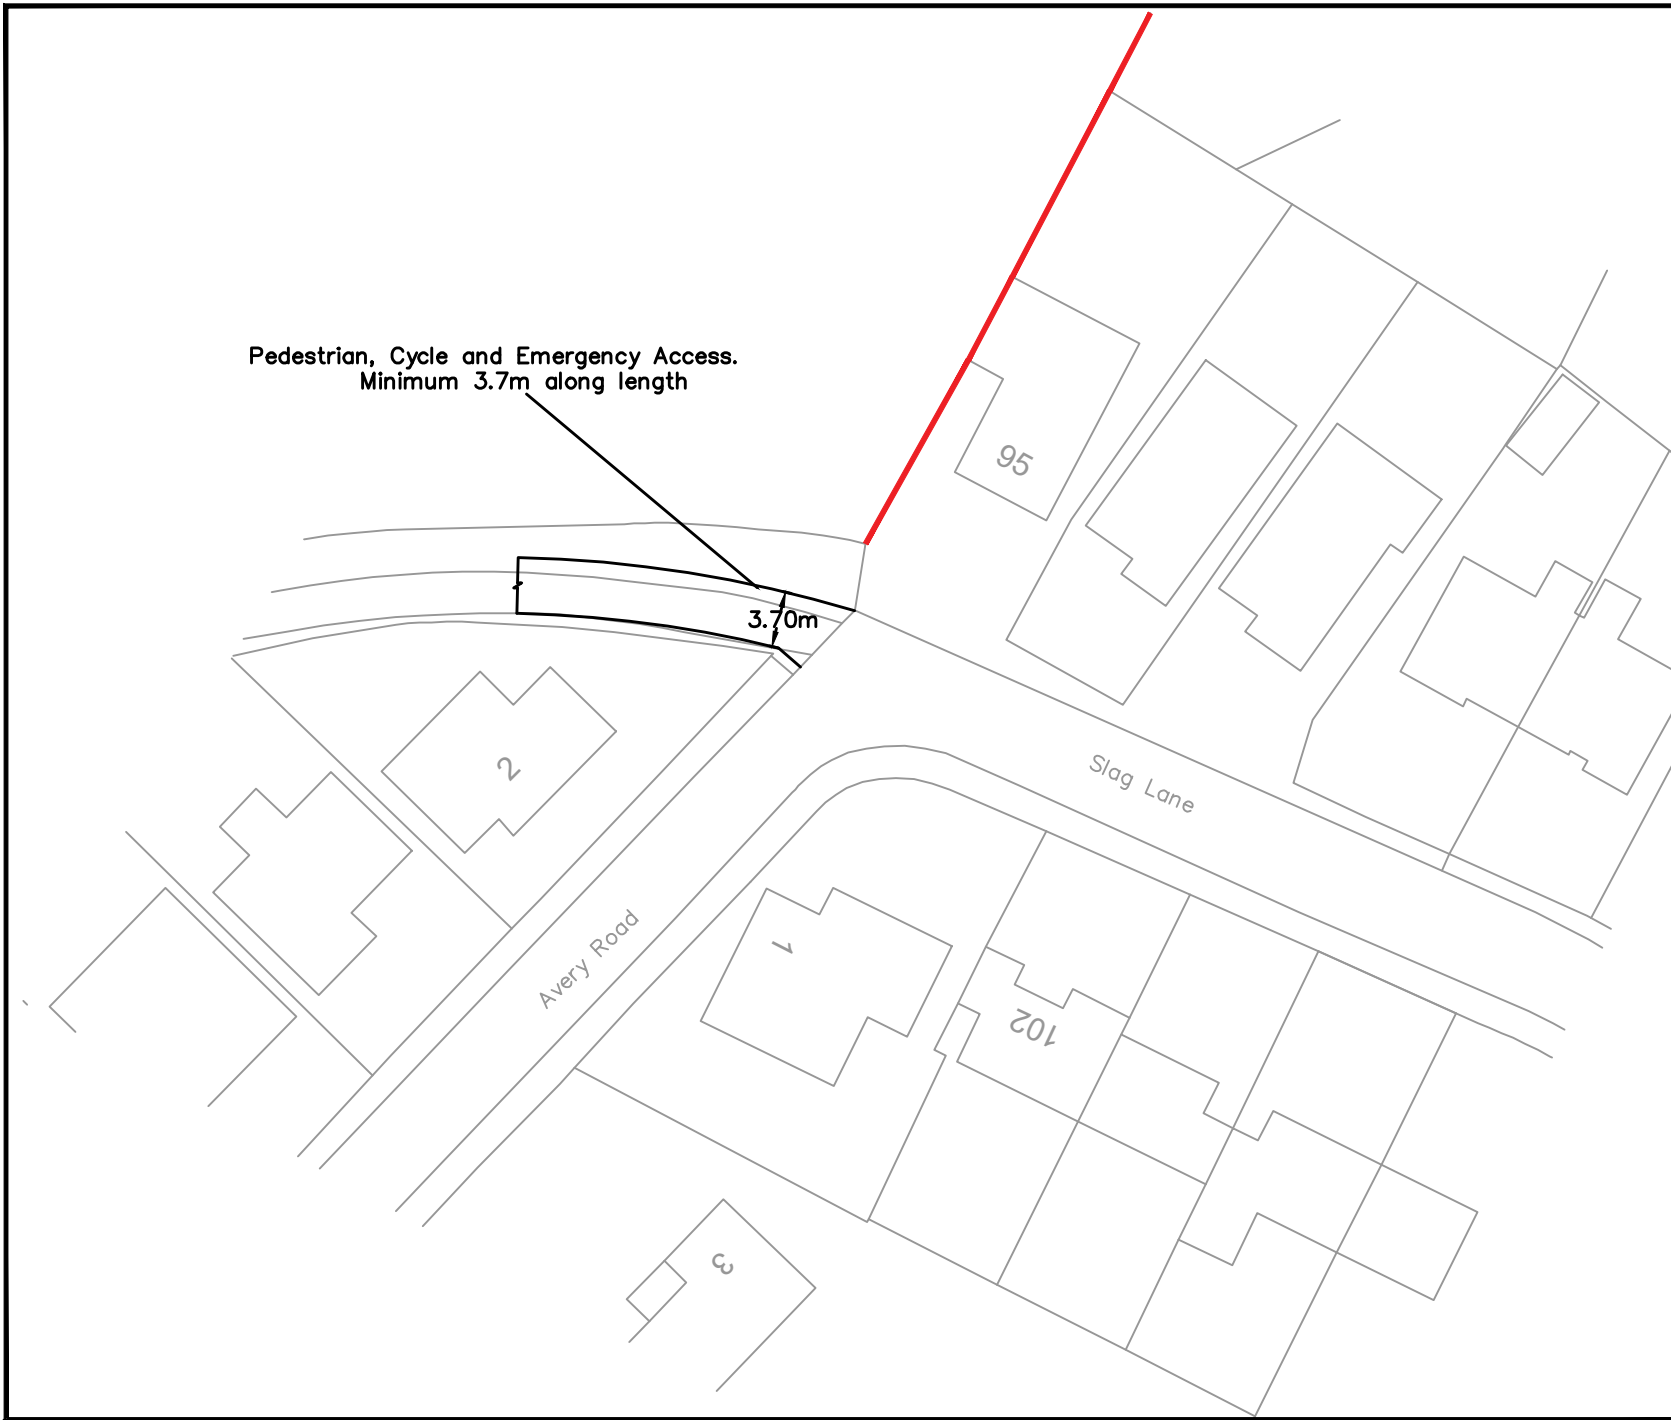 Pedestrian, Cycle and Emergency Access.
Minimum 3.7m along length
95
3.70m
2
Slag Lane
Avery Road
1
102
3